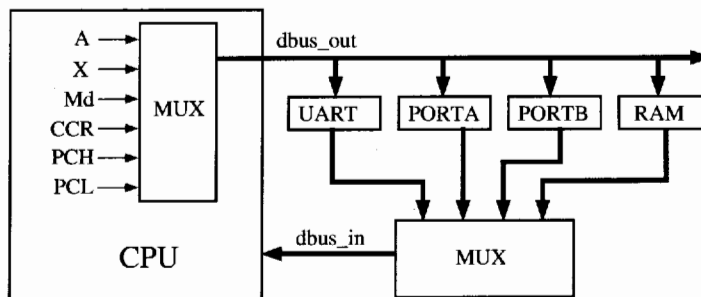 A
X
Md
CCR
PCH
PCL
MUX
CPU
dbus_out
UART
PORTA
PORTB
RAM
dbus_in
MUX